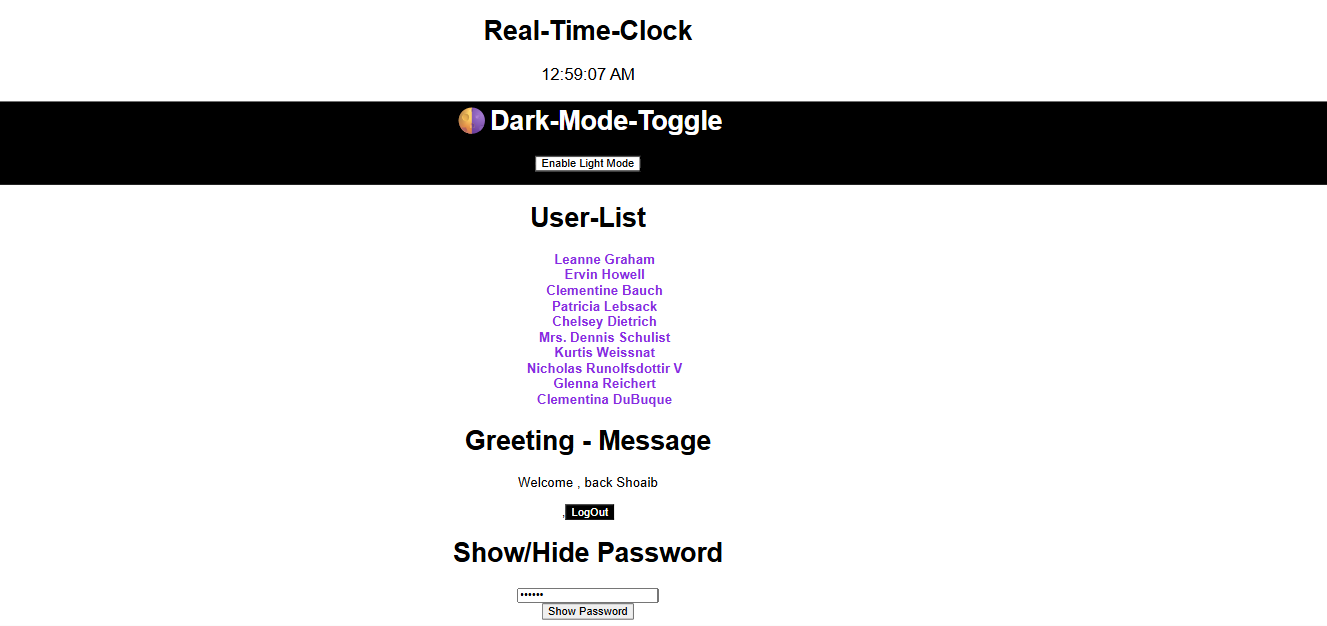 Real-Time-Clock
12:59:07 AM
Dark-Mode-Toggle
Enable Light Mode
User-List
Leanne Graham
Ervin Howell
Clementine Bauch
Patricia Lebsack
Chelsey Dietrich
Mrs. Dennis Schulist
Kurtis Weissnat
Nicholas Runolfsdottir V
Glenna Reichert
Clementina DuBuque
Greeting - Message
Welcome , back Shoaib
,LogOut
Show/Hide Password
••••••
Show Password